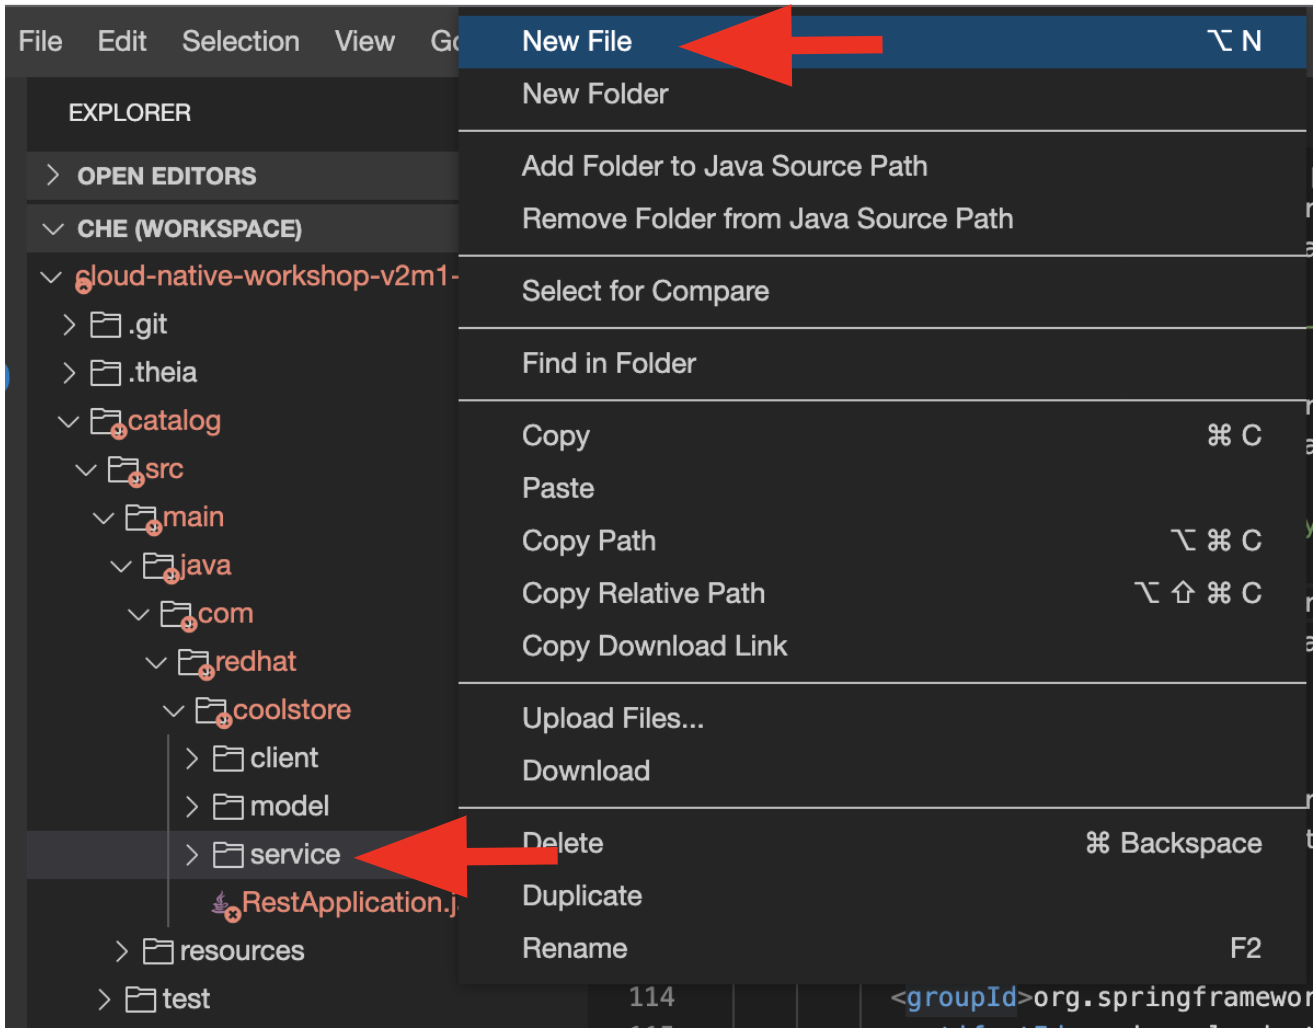 File Edit Selection View Go
EXPLORER
OPEN EDITORS
CHE (WORKSPACE)
cloud-native-workshop-v2m1-
.git
.theia
catalog
src
main
java
com
redhat
coolstore
client
model
service
RestApplication.j
resources
test
New File ⌥ N
New Folder
Add Folder to Java Source Path
Remove Folder from Java Source Path
Select for Compare
Find in Folder
Copy ⌘ C
Paste
Copy Path ⌥ ⌘ C
Copy Relative Path ⌥ ⇧ ⌘ C
Copy Download Link
Upload Files...
Download
Delete ⌘ Backspace
Duplicate
Rename F2
114 <groupId>org.springframewor